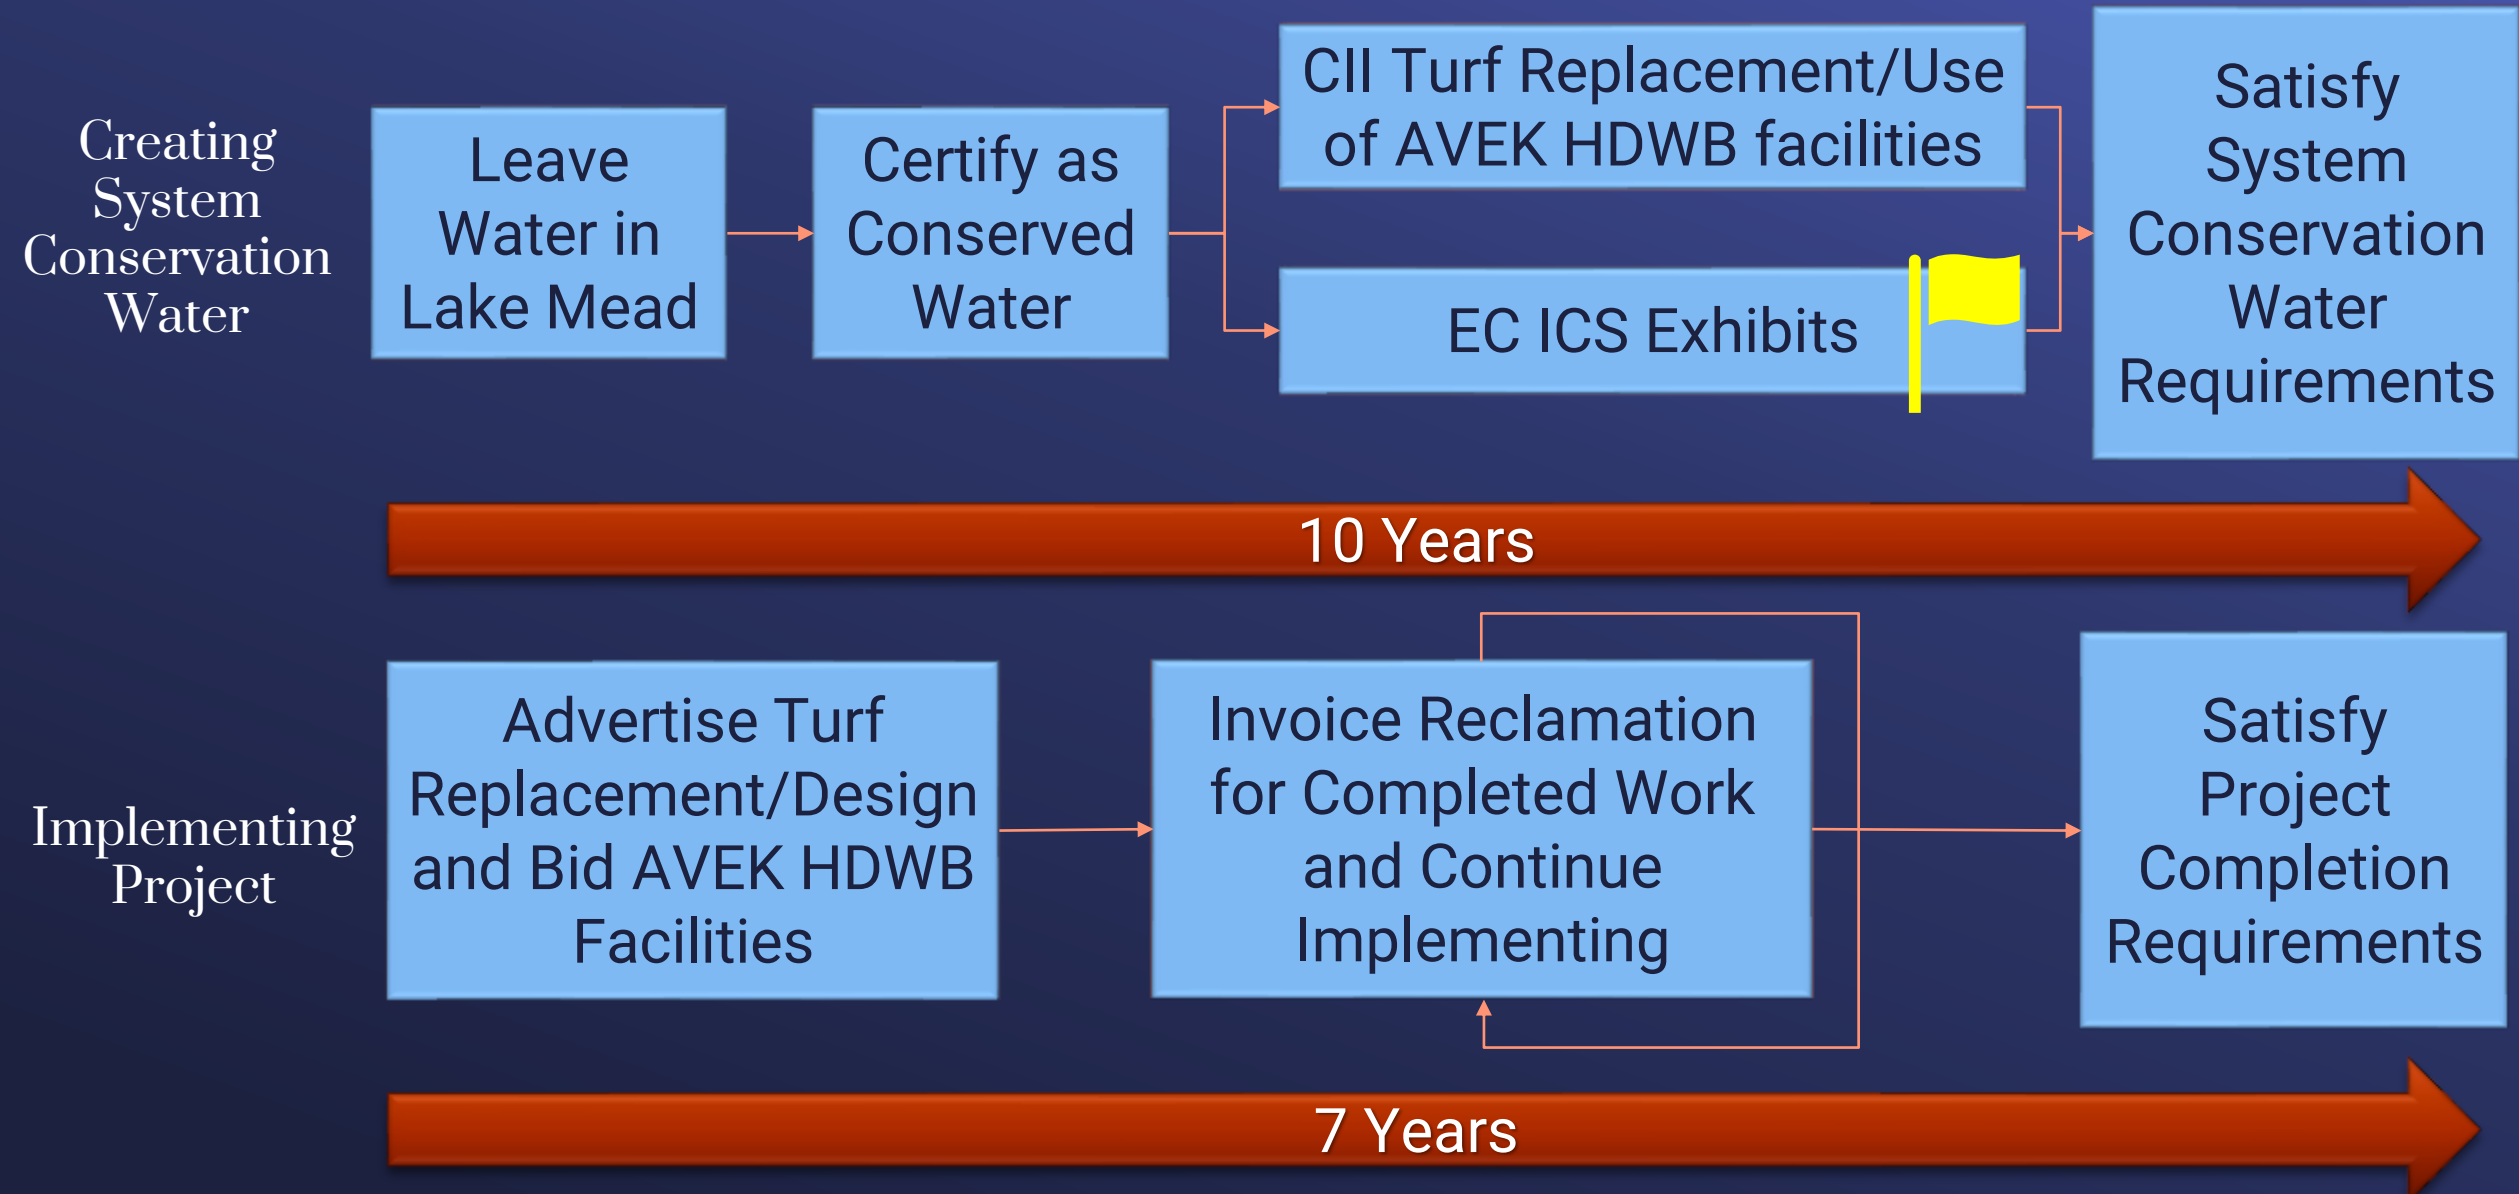 Creating
System
Conservation
Water
Leave
Water in
Lake Mead
Certify as
Conserved
Water
CII Turf Replacement/Use
of AVEK HDWB facilities
EC ICS Exhibits
Satisfy
System
Conservation
Water
Requirements
10 Years
Implementing
Project
Advertise Turf
Replacement/Design
and Bid AVEK HDWB
Facilities
Invoice Reclamation
for Completed Work
and Continue
Implementing
Satisfy
Project
Completion
Requirements
7 Years